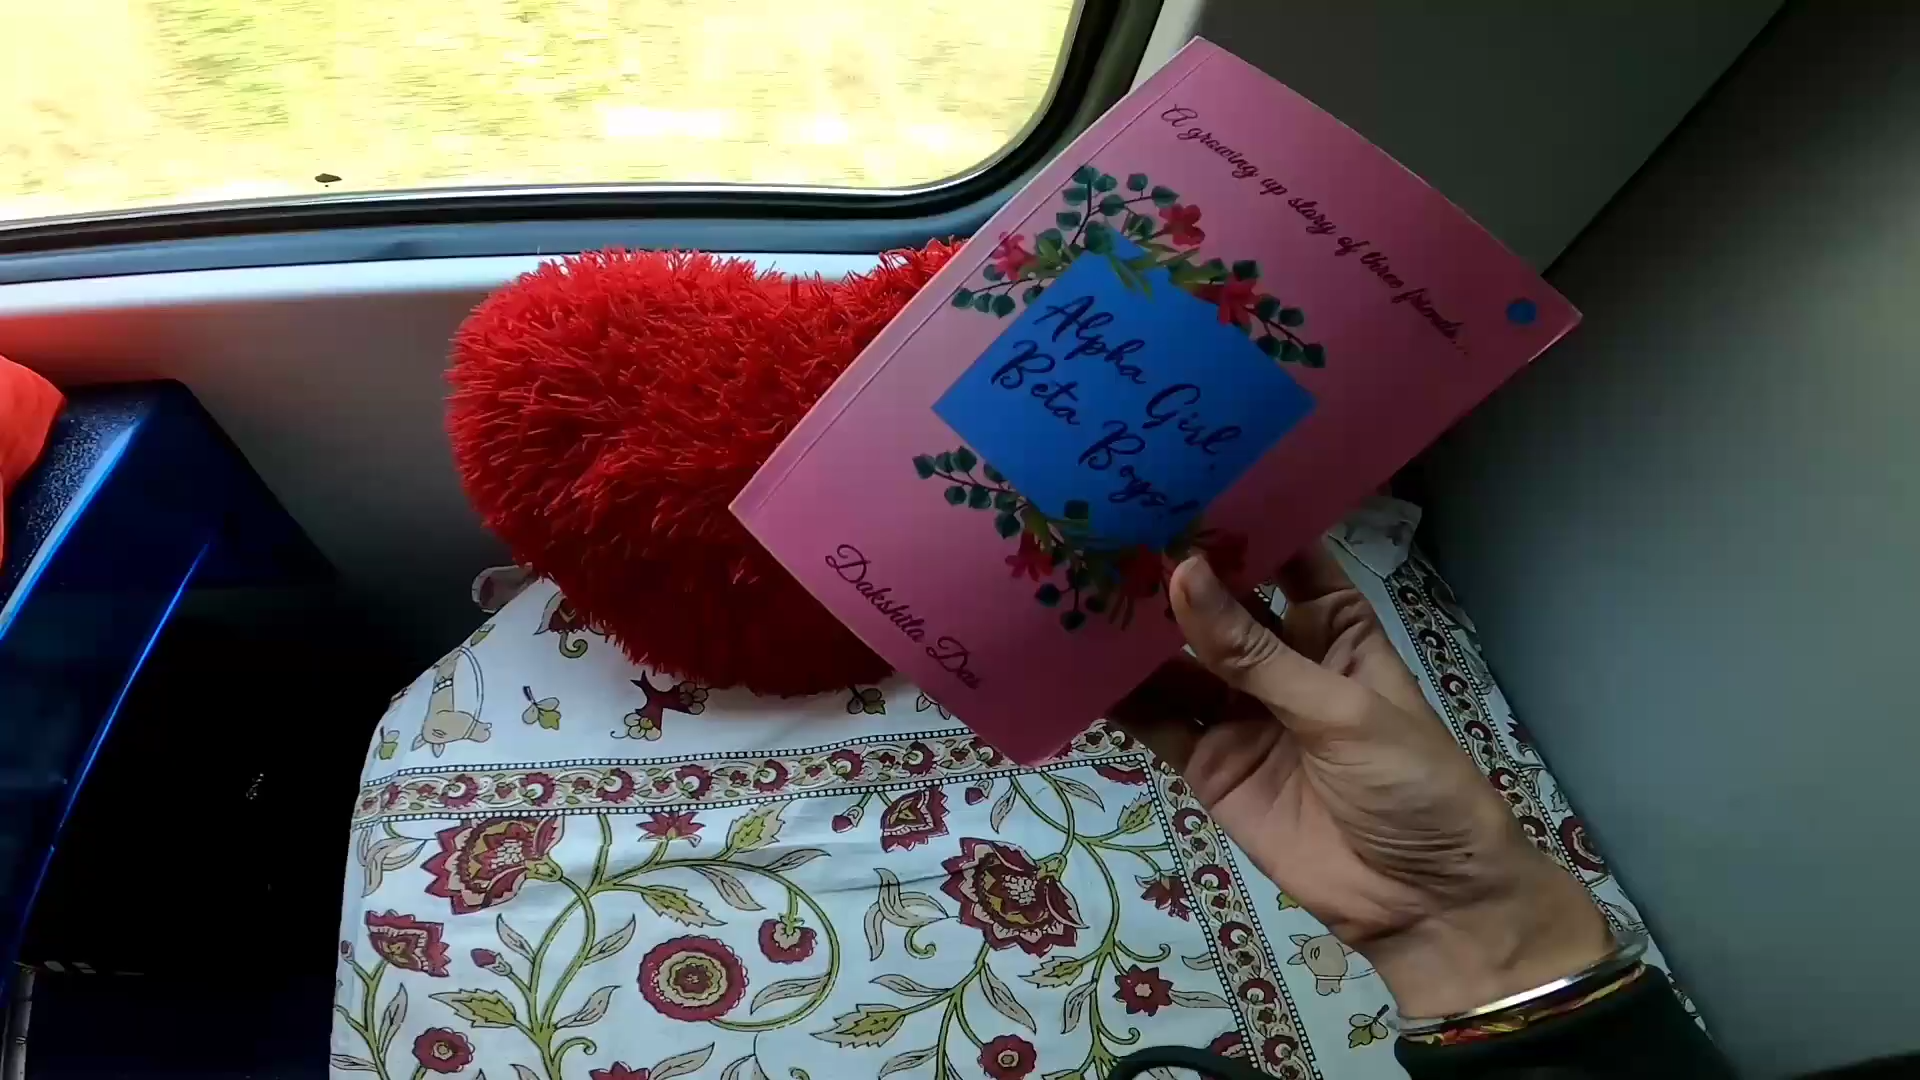 A growing up story of three friends...
Alpha Girl,
Beta Boys!
Dakshita Das